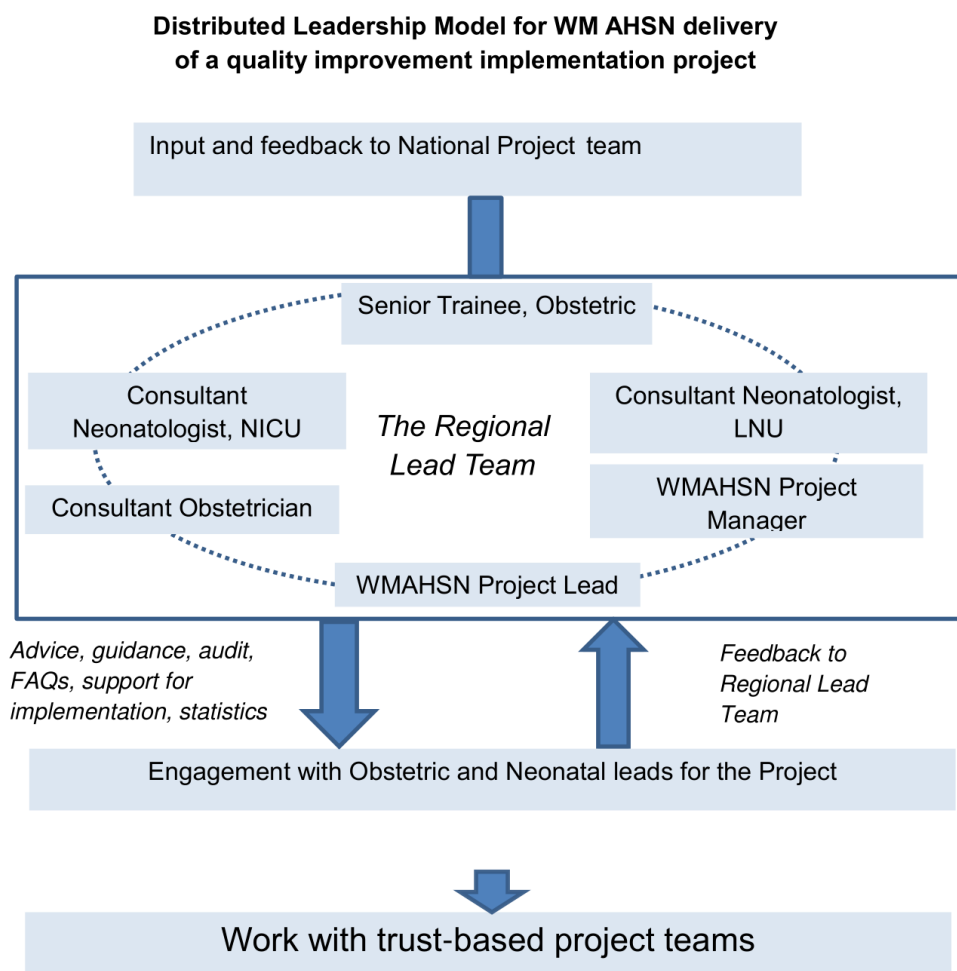 Distributed Leadership Model for WM AHSN delivery
of a quality improvement implementation project
Input and feedback to National Project team
Senior Trainee, Obstetric
Consultant
Neonatologist, NICU
Consultant Neonatologist,
LNU
The Regional
Lead Team
Consultant Obstetrician
WMAHSN Project
Manager
WMAHSN Project Lead
Advice, guidance, audit,
FAQs, support for
implementation, statistics
Feedback to
Regional Lead
Team
Engagement with Obstetric and Neonatal leads for the Project
Work with trust-based project teams